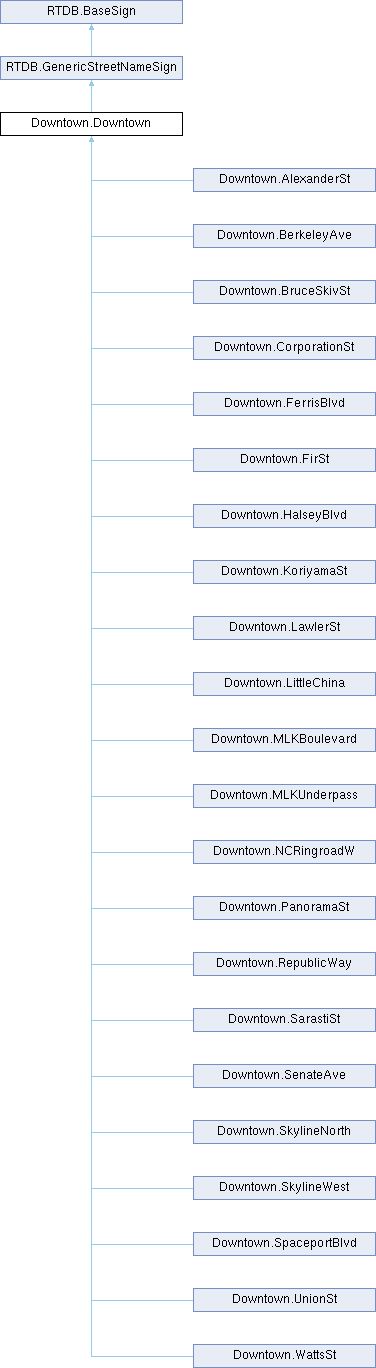 RTDB.BaseSign
RTDB.GenericStreetNameSign
Downtown.Downtown
Downtown.AlexanderSt
Downtown.BerkeleyAve
Downtown.BruceSkivSt
Downtown.CorporationSt
Downtown.FerrisBlvd
Downtown.FirSt
Downtown.HalseyBlvd
Downtown.KoriyamaSt
Downtown.LawlerSt
Downtown.LittleChina
Downtown.MLKBoulevard
Downtown.MLKUnderpass
Downtown.NCRingroadW
Downtown.PanoramaSt
Downtown.RepublicWay
Downtown.SarastiSt
Downtown.SenateAve
Downtown.SkylineNorth
Downtown.SkylineWest
Downtown.SpaceportBlvd
Downtown.UnionSt
Downtown.WattsSt